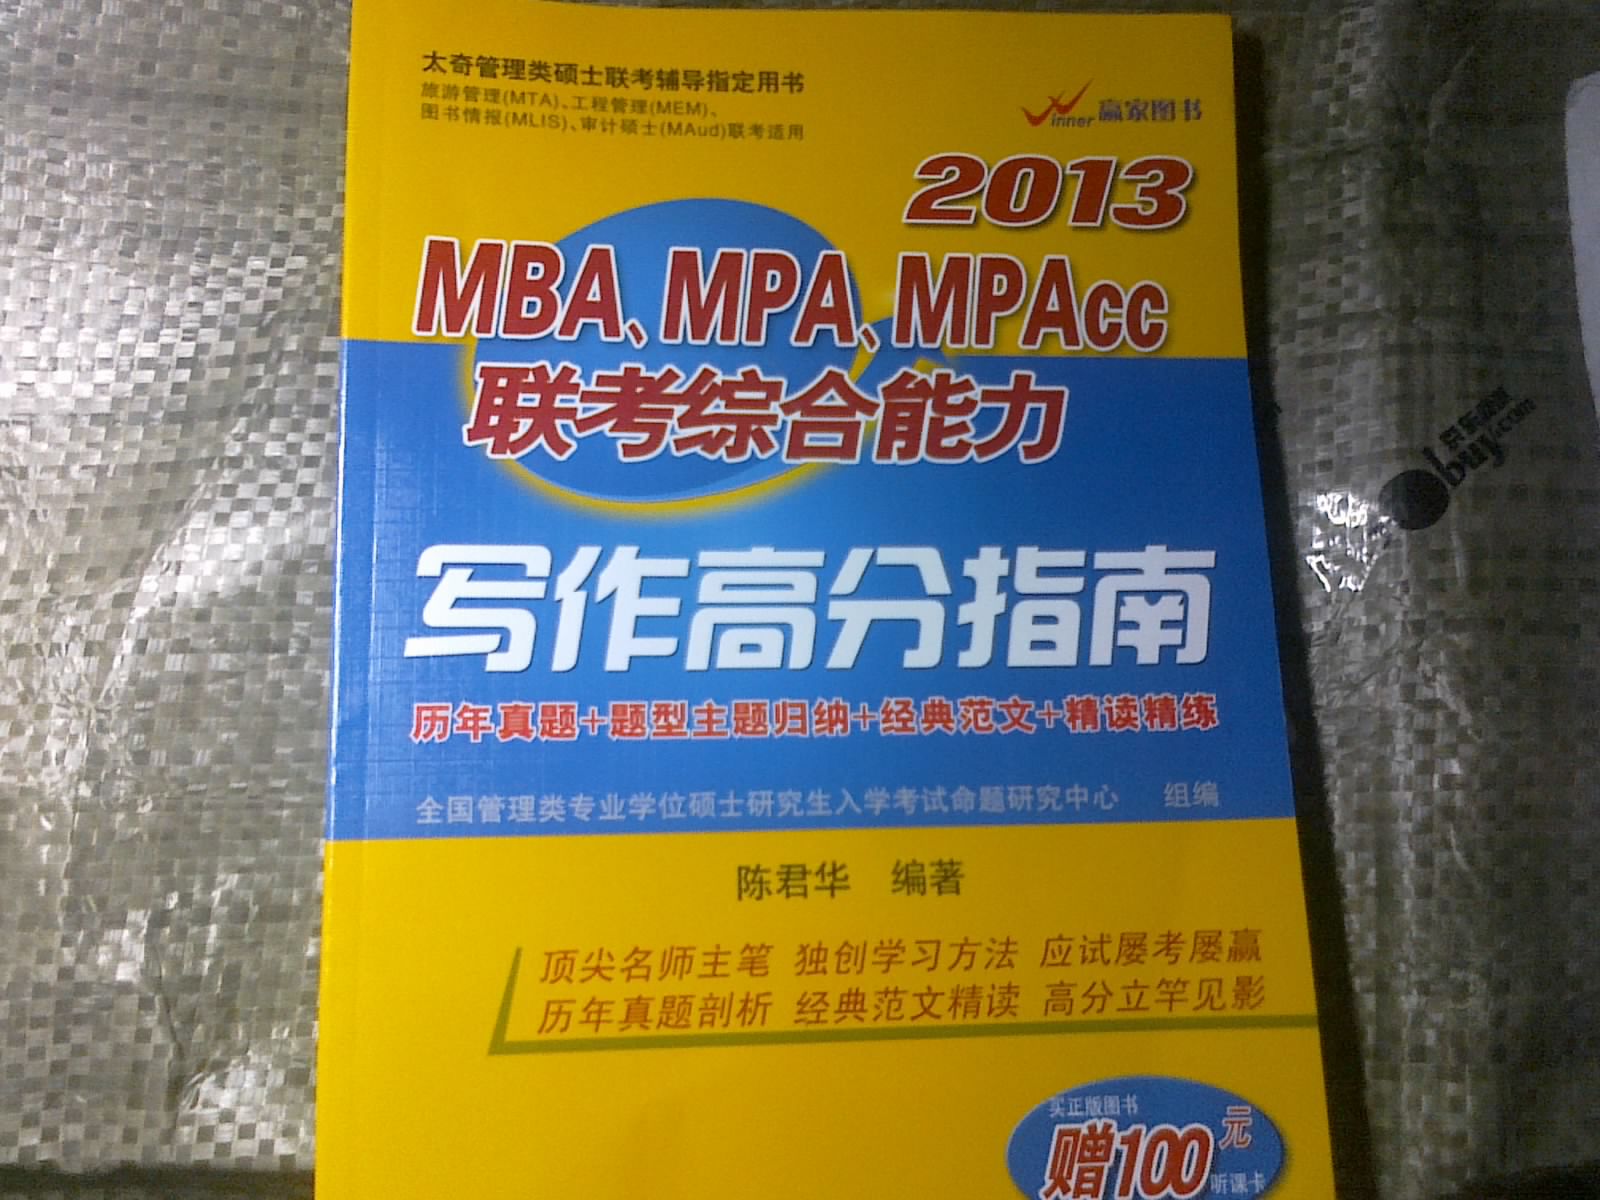 太奇管理类硕士联考辅导指定用书
旅游管理(MTA)、工程管理(MEM)、
图书情报(MLIS)、审计硕士(MAud)联考适用
Winner 赢家图书
2013
MBA、MPA、MPAcc
联考综合能力
写作高分指南
历年真题+题型主题归纳+经典范文+精读精练
全国管理类专业学位硕士研究生入学考试命题研究中心 组编
陈君华 编著
顶尖名师主笔 独创学习方法 应试屡考屡赢
历年真题剖析 经典范文精读 高分立竿见影
买正版图书
赠100元
听课卡
京东商城
buy.com